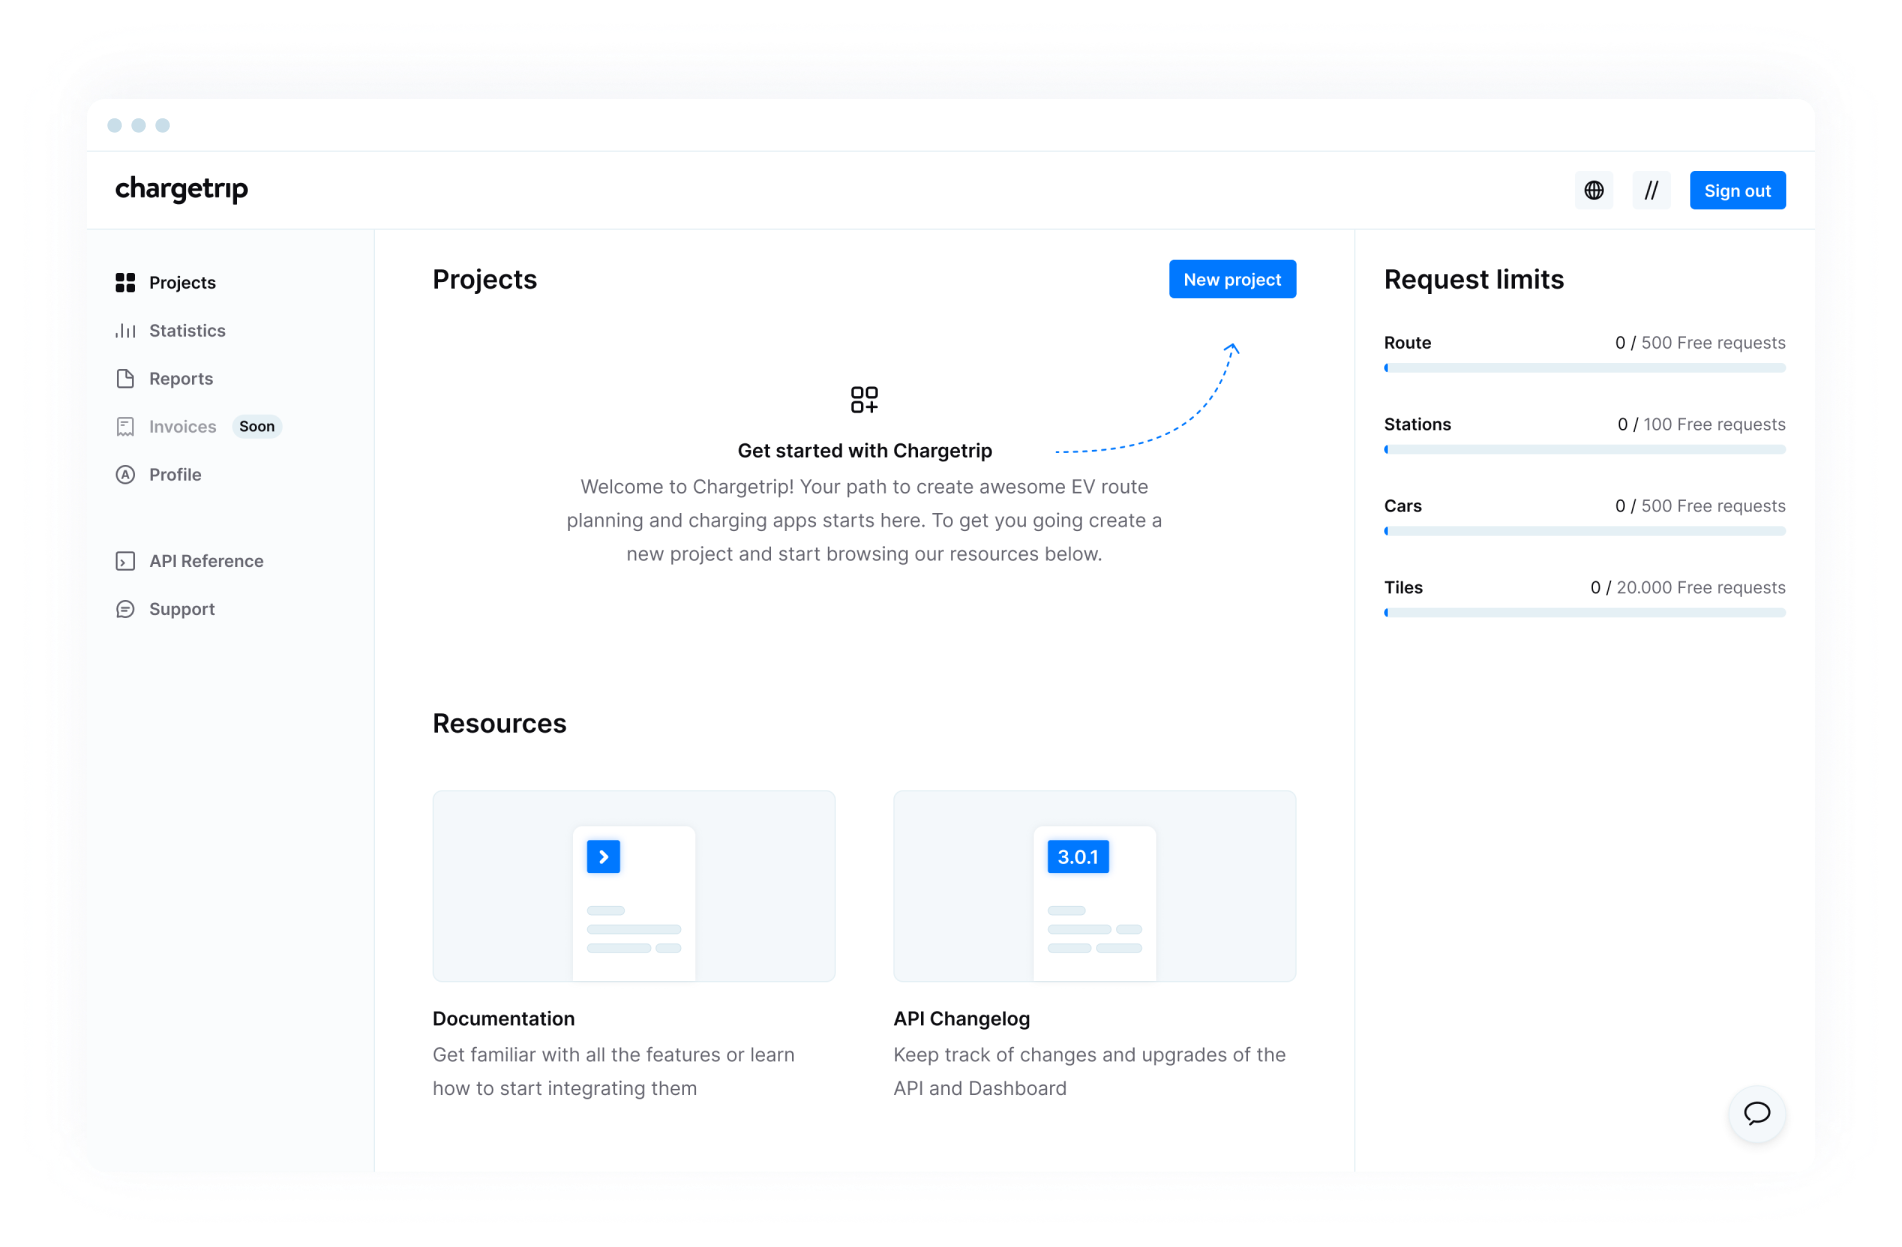 chargetrip
//
Sign out
Projects
Statistics
Reports
Invoices Soon
Profile
API Reference
Support
Projects
New project
Get started with Chargetrip
Welcome to Chargetrip! Your path to create awesome EV route
planning and charging apps starts here. To get you going create a
new project and start browsing our resources below.
Resources
3.0.1
Documentation
Get familiar with all the features or learn
how to start integrating them
API Changelog
Keep track of changes and upgrades of the
API and Dashboard
Request limits
Route 0 / 500 Free requests
Stations 0 / 100 Free requests
Cars 0 / 500 Free requests
Tiles 0 / 20.000 Free requests